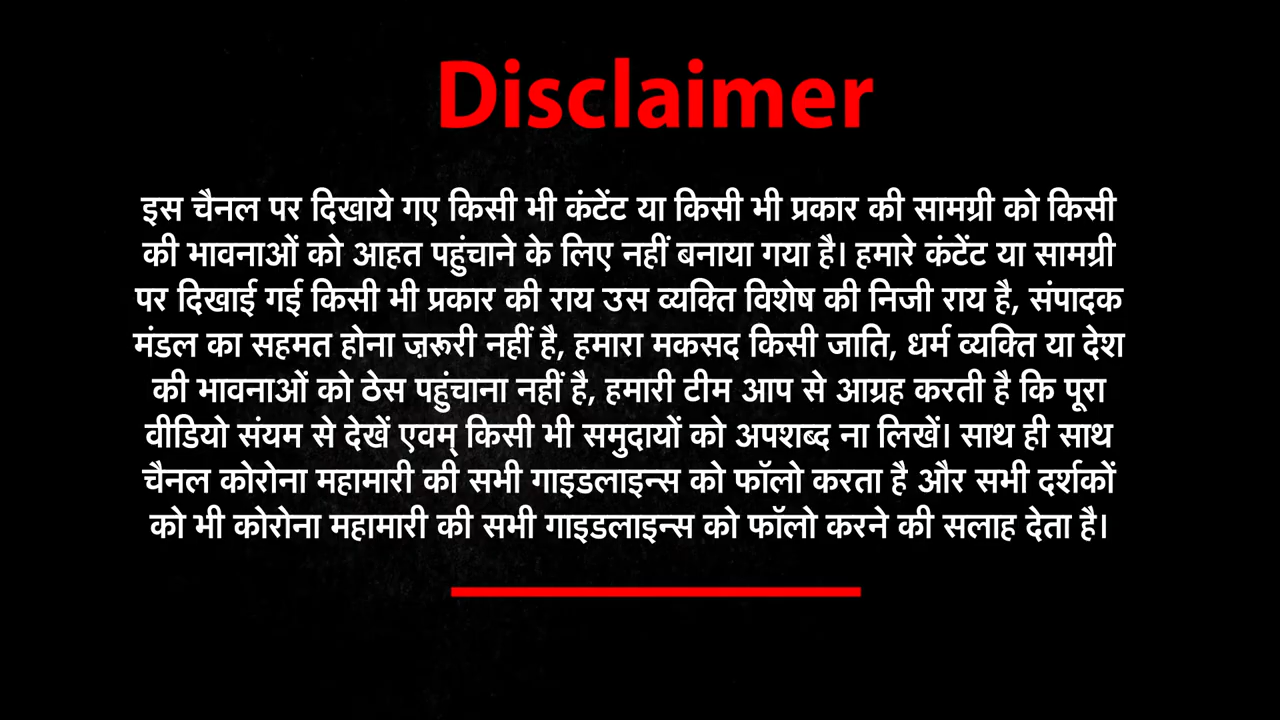 Disclaimer
इस चैनल पर दिखाये गए किसी भी कंटेंट या किसी भी प्रकार की सामग्री को किसी
की भावनाओं को आहत पहुंचाने के लिए नहीं बनाया गया है। हमारे कंटेंट या सामग्री
पर दिखाई गई किसी भी प्रकार की राय उस व्यक्ति विशेष की निजी राय है, संपादक
मंडल का सहमत होना ज़रूरी नहीं है, हमारा मकसद किसी जाति, धर्म व्यक्ति या देश
की भावनाओं को ठेस पहुंचाना नहीं है, हमारी टीम आप से आग्रह करती है कि पूरा
वीडियो संयम से देखें एवम् किसी भी समुदायों को अपशब्द ना लिखें। साथ ही साथ
चैनल कोरोना महामारी की सभी गाइडलाइन्स को फॉलो करता है और सभी दर्शकों
को भी कोरोना महामारी की सभी गाइडलाइन्स को फॉलो करने की सलाह देता है।